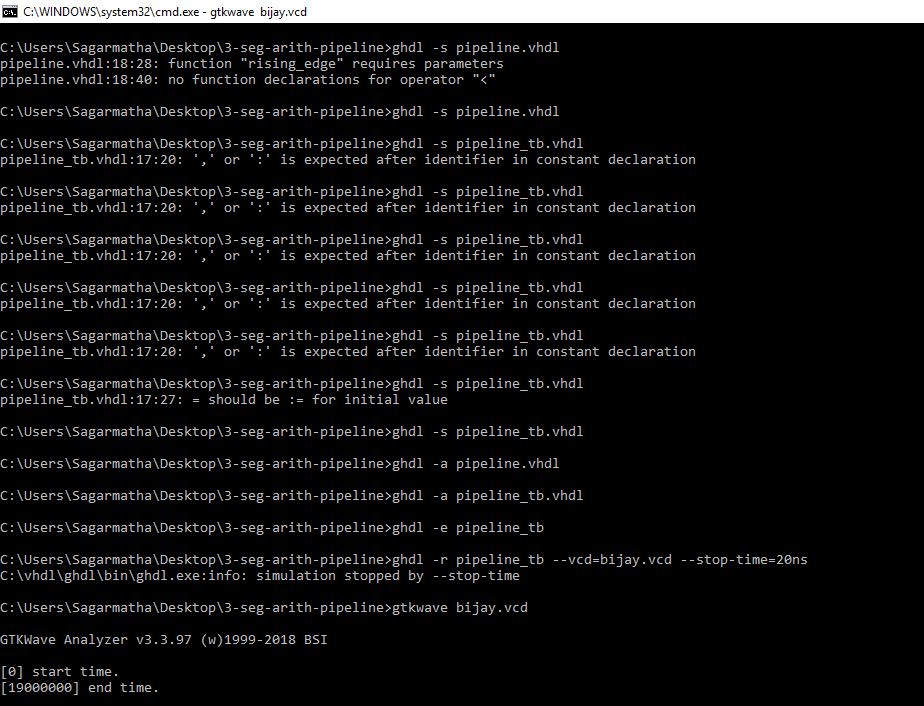 C:\WINDOWS\system32\cmd.exe - gtkwave  bijay.vcd
C:\Users\Sagarmatha\Desktop\3-seg-arith-pipeline>ghdl -s pipeline.vhdl
pipeline.vhdl:18:28: function "rising_edge" requires parameters
pipeline.vhdl:18:40: no function declarations for operator "<"
C:\Users\Sagarmatha\Desktop\3-seg-arith-pipeline>ghdl -s pipeline.vhdl
C:\Users\Sagarmatha\Desktop\3-seg-arith-pipeline>ghdl -s pipeline_tb.vhdl
pipeline_tb.vhdl:17:20: ',' or ':' is expected after identifier in constant declaration
C:\Users\Sagarmatha\Desktop\3-seg-arith-pipeline>ghdl -s pipeline_tb.vhdl
pipeline_tb.vhdl:17:20: ',' or ':' is expected after identifier in constant declaration
C:\Users\Sagarmatha\Desktop\3-seg-arith-pipeline>ghdl -s pipeline_tb.vhdl
pipeline_tb.vhdl:17:20: ',' or ':' is expected after identifier in constant declaration
C:\Users\Sagarmatha\Desktop\3-seg-arith-pipeline>ghdl -s pipeline_tb.vhdl
pipeline_tb.vhdl:17:20: ',' or ':' is expected after identifier in constant declaration
C:\Users\Sagarmatha\Desktop\3-seg-arith-pipeline>ghdl -s pipeline_tb.vhdl
pipeline_tb.vhdl:17:20: ',' or ':' is expected after identifier in constant declaration
C:\Users\Sagarmatha\Desktop\3-seg-arith-pipeline>ghdl -s pipeline_tb.vhdl
pipeline_tb.vhdl:17:27: = should be := for initial value
C:\Users\Sagarmatha\Desktop\3-seg-arith-pipeline>ghdl -s pipeline_tb.vhdl
C:\Users\Sagarmatha\Desktop\3-seg-arith-pipeline>ghdl -a pipeline.vhdl
C:\Users\Sagarmatha\Desktop\3-seg-arith-pipeline>ghdl -a pipeline_tb.vhdl
C:\Users\Sagarmatha\Desktop\3-seg-arith-pipeline>ghdl -e pipeline_tb
C:\Users\Sagarmatha\Desktop\3-seg-arith-pipeline>ghdl -r pipeline_tb --vcd=bijay.vcd --stop-time=20ns
C:\vhdl\ghdl\bin\ghdl.exe:info: simulation stopped by --stop-time
C:\Users\Sagarmatha\Desktop\3-seg-arith-pipeline>gtkwave bijay.vcd
GTKWave Analyzer v3.3.97 (w)1999-2018 BSI
[0] start time.
[19000000] end time.